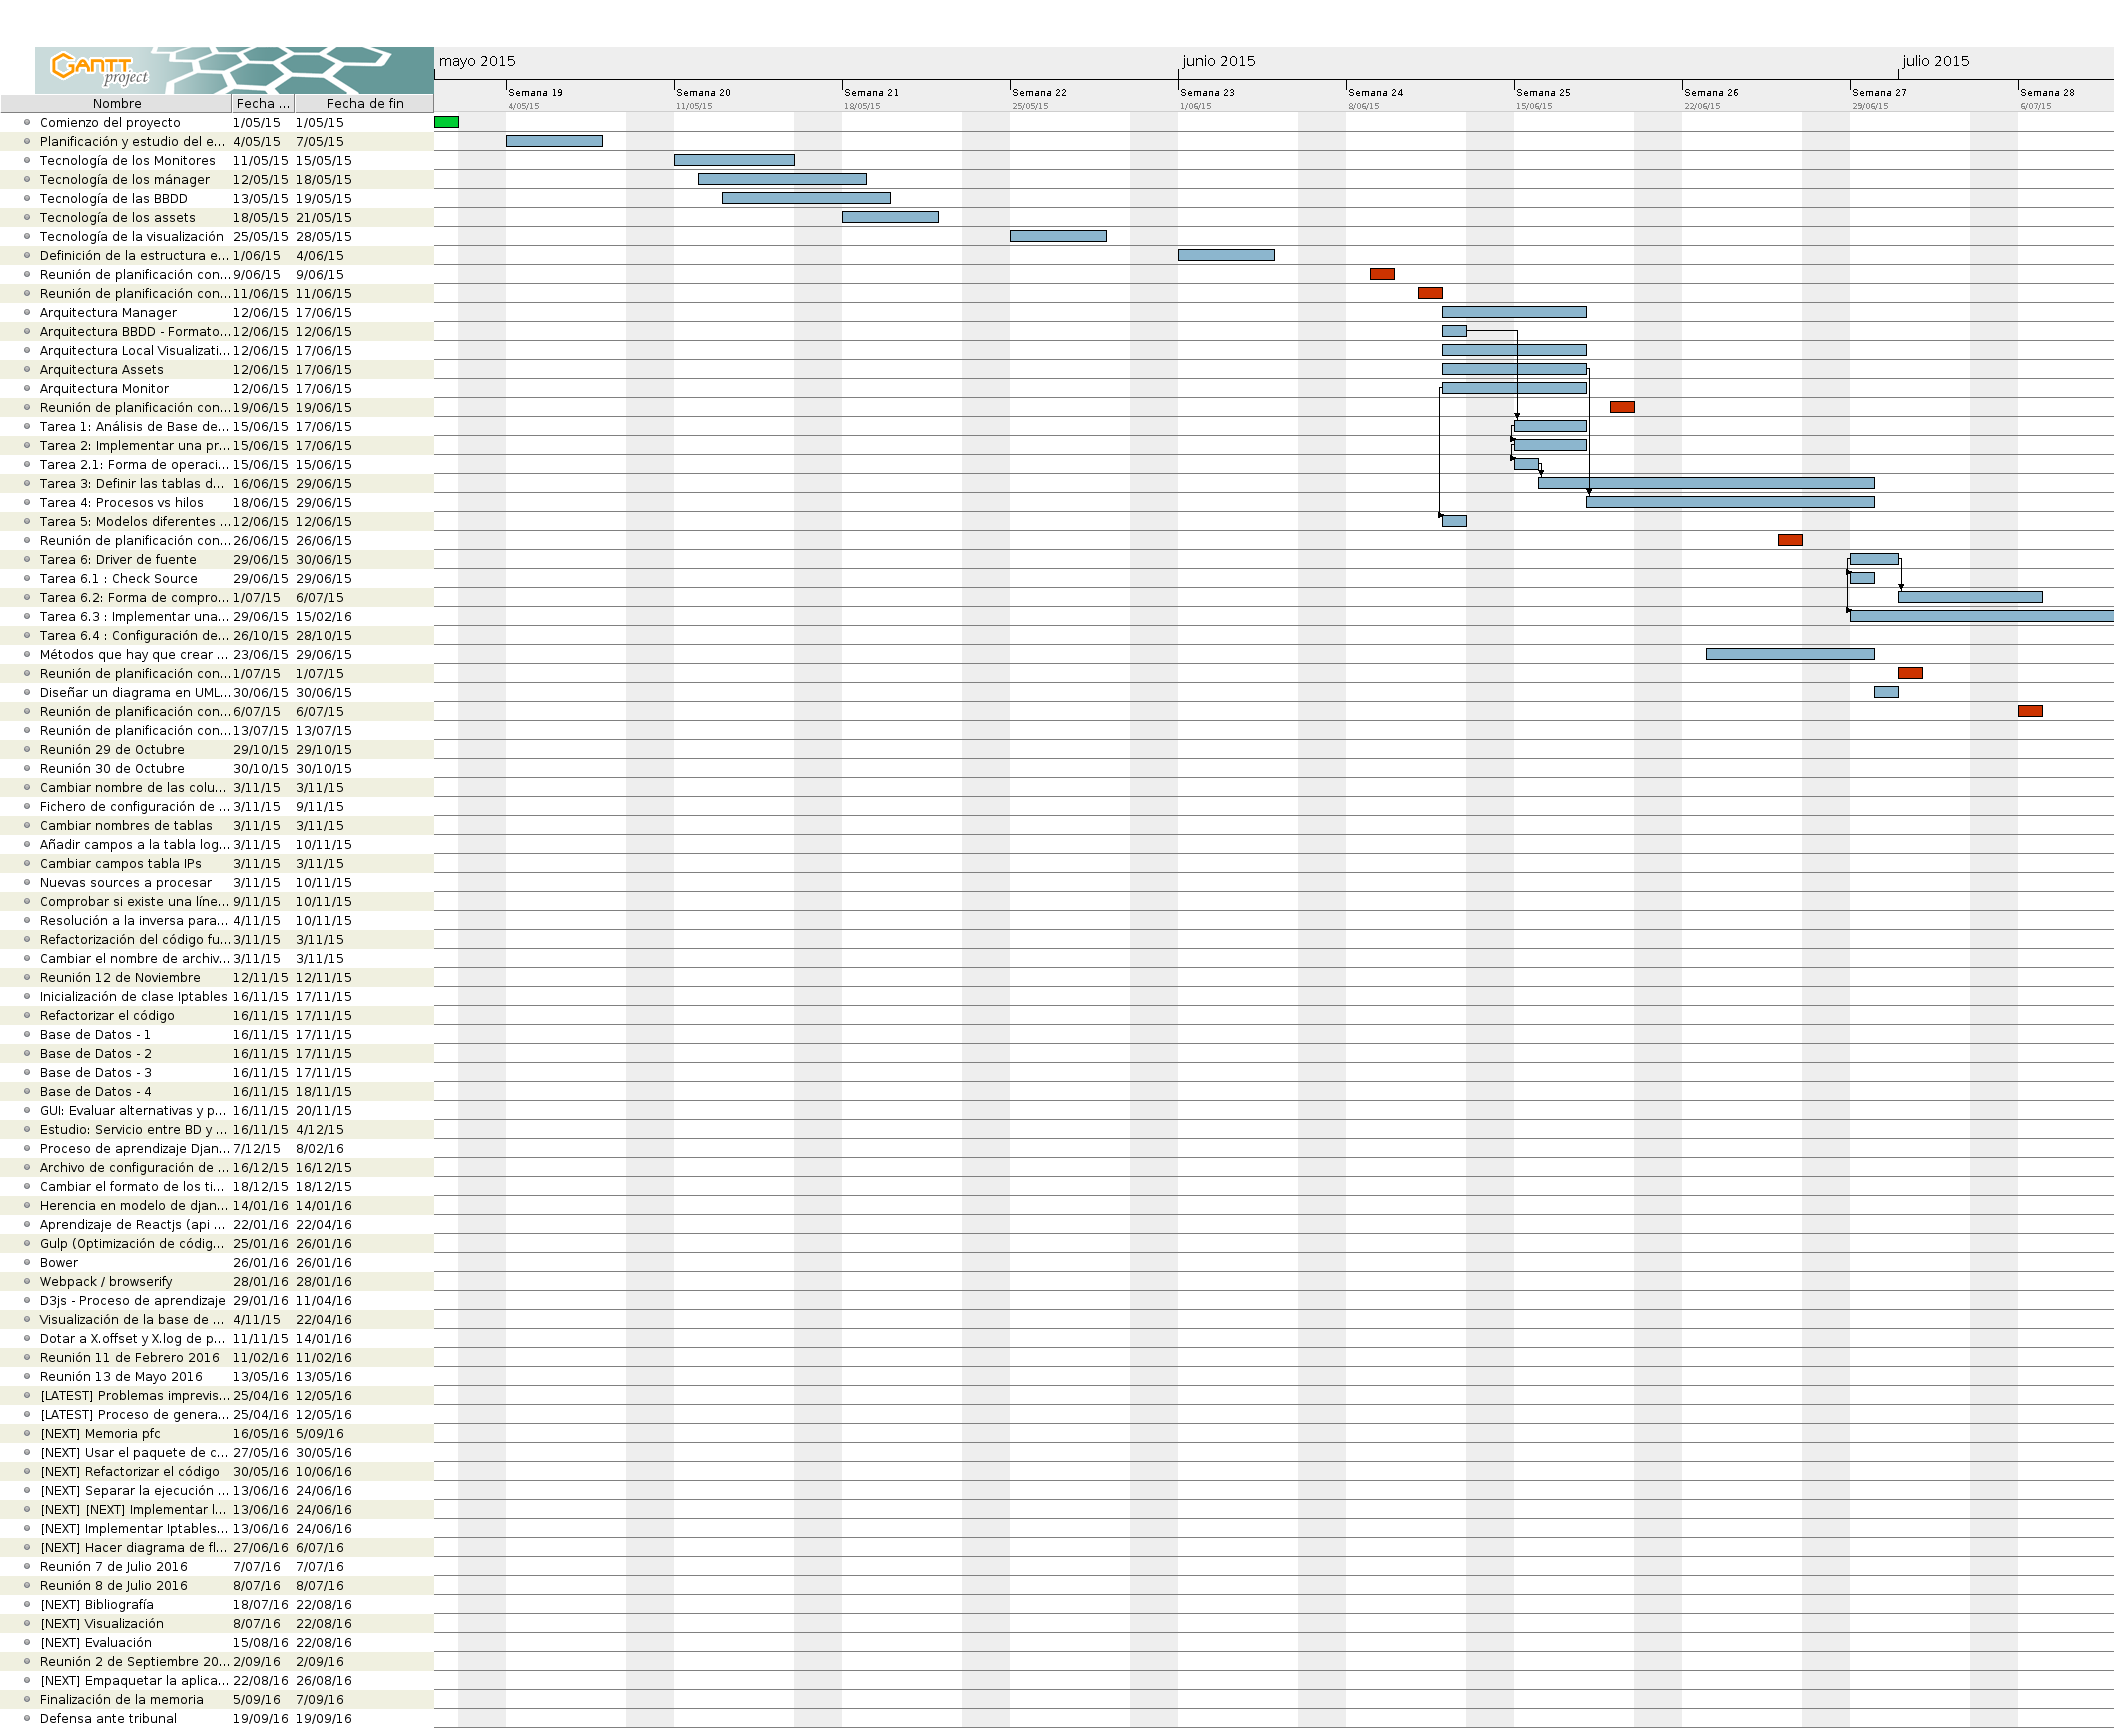 GANTT project
mayo 2015 junio 2015 julio 2015
Semana 19 Semana 20 Semana 21 Semana 22 Semana 23 Semana 24 Semana 25 Semana 26 Semana 27 Semana 28
4/05/15 11/05/15 18/05/15 25/05/15 1/06/15 8/06/15 15/06/15 22/06/15 29/06/15 6/07/15
Nombre Fecha ... Fecha de fin
Comienzo del proyecto 1/05/15 1/05/15
Planificación y estudio del e... 4/05/15 7/05/15
Tecnología de los Monitores 11/05/15 15/05/15
Tecnología de los mánager 12/05/15 18/05/15
Tecnología de las BBDD 13/05/15 19/05/15
Tecnología de los assets 18/05/15 21/05/15
Tecnología de la visualización 25/05/15 28/05/15
Definición de la estructura e... 1/06/15 4/06/15
Reunión de planificación con... 9/06/15 9/06/15
Reunión de planificación con... 11/06/15 11/06/15
Arquitectura Manager 12/06/15 17/06/15
Arquitectura BBDD - Formato... 12/06/15 12/06/15
Arquitectura Local Visualizati... 12/06/15 17/06/15
Arquitectura Assets 12/06/15 17/06/15
Arquitectura Monitor 12/06/15 17/06/15
Reunión de planificación con... 19/06/15 19/06/15
Tarea 1: Análisis de Base de... 15/06/15 17/06/15
Tarea 2: Implementar una pr... 15/06/15 17/06/15
Tarea 2.1: Forma de operaci... 15/06/15 15/06/15
Tarea 3: Definir las tablas d... 16/06/15 29/06/15
Tarea 4: Procesos vs hilos 18/06/15 29/06/15
Tarea 5: Modelos diferentes ... 12/06/15 12/06/15
Reunión de planificación con... 26/06/15 26/06/15
Tarea 6: Driver de fuente 29/06/15 30/06/15
Tarea 6.1 : Check Source 29/06/15 29/06/15
Tarea 6.2: Forma de compro... 1/07/15 6/07/15
Tarea 6.3 : Implementar una... 29/06/15 15/02/16
Tarea 6.4 : Configuración de... 26/10/15 28/10/15
Métodos que hay que crear ... 23/06/15 29/06/15
Reunión de planificación con... 1/07/15 1/07/15
Diseñar un diagrama en UML... 30/06/15 30/06/15
Reunión de planificación con... 6/07/15 6/07/15
Reunión de planificación con... 13/07/15 13/07/15
Reunión 29 de Octubre 29/10/15 29/10/15
Reunión 30 de Octubre 30/10/15 30/10/15
Cambiar nombre de las colu... 3/11/15 3/11/15
Fichero de configuración de ... 3/11/15 9/11/15
Cambiar nombres de tablas 3/11/15 3/11/15
Añadir campos a la tabla log... 3/11/15 10/11/15
Cambiar campos tabla IPs 3/11/15 3/11/15
Nuevas sources a procesar 3/11/15 10/11/15
Comprobar si existe una líne... 9/11/15 10/11/15
Resolución a la inversa para... 4/11/15 10/11/15
Refactorización del código fu... 3/11/15 3/11/15
Cambiar el nombre de archiv... 3/11/15 3/11/15
Reunión 12 de Noviembre 12/11/15 12/11/15
Inicialización de clase Iptables 16/11/15 17/11/15
Refactorizar el código 16/11/15 17/11/15
Base de Datos - 1 16/11/15 17/11/15
Base de Datos - 2 16/11/15 17/11/15
Base de Datos - 3 16/11/15 17/11/15
Base de Datos - 4 16/11/15 18/11/15
GUI: Evaluar alternativas y p... 16/11/15 20/11/15
Estudio: Servicio entre BD y ... 16/11/15 4/12/15
Proceso de aprendizaje Djan... 7/12/15 8/02/16
Archivo de configuración de ... 16/12/15 16/12/15
Cambiar el formato de los ti... 18/12/15 18/12/15
Herencia en modelo de djan... 14/01/16 14/01/16
Aprendizaje de Reactjs (api ... 22/01/16 22/04/16
Gulp (Optimización de códig... 25/01/16 26/01/16
Bower 26/01/16 26/01/16
Webpack / browserify 28/01/16 28/01/16
D3js - Proceso de aprendizaje 29/01/16 11/04/16
Visualización de la base de ... 4/11/15 22/04/16
Dotar a X.offset y X.log de p... 11/11/15 14/01/16
Reunión 11 de Febrero 2016 11/02/16 11/02/16
Reunión 13 de Mayo 2016 13/05/16 13/05/16
[LATEST] Problemas imprevis... 25/04/16 12/05/16
[LATEST] Proceso de genera... 25/04/16 12/05/16
[NEXT] Memoria pfc 16/05/16 5/09/16
[NEXT] Usar el paquete de c... 27/05/16 30/05/16
[NEXT] Refactorizar el código 30/05/16 10/06/16
[NEXT] Separar la ejecución ... 13/06/16 24/06/16
[NEXT] [NEXT] Implementar l... 13/06/16 24/06/16
[NEXT] Implementar Iptables... 13/06/16 24/06/16
[NEXT] Hacer diagrama de fl... 27/06/16 6/07/16
Reunión 7 de Julio 2016 7/07/16 7/07/16
Reunión 8 de Julio 2016 8/07/16 8/07/16
[NEXT] Bibliografía 18/07/16 22/08/16
[NEXT] Visualización 8/07/16 22/08/16
[NEXT] Evaluación 15/08/16 22/08/16
Reunión 2 de Septiembre 20... 2/09/16 2/09/16
[NEXT] Empaquetar la aplica... 22/08/16 26/08/16
Finalización de la memoria 5/09/16 7/09/16
Defensa ante tribunal 19/09/16 19/09/16